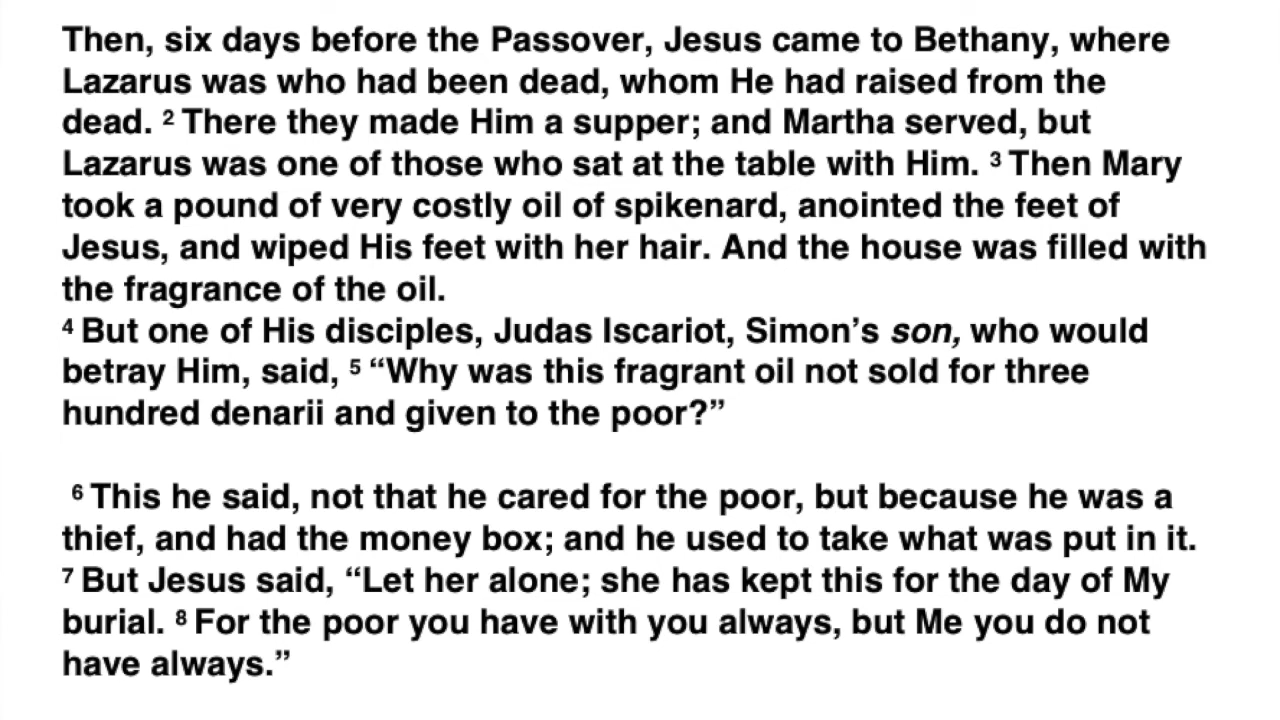 Then, six days before the Passover, Jesus came to Bethany, where
Lazarus was who had been dead, whom He had raised from the
dead. ² There they made Him a supper; and Martha served, but
Lazarus was one of those who sat at the table with Him. ³ Then Mary
took a pound of very costly oil of spikenard, anointed the feet of
Jesus, and wiped His feet with her hair. And the house was filled with
the fragrance of the oil.
⁴ But one of His disciples, Judas Iscariot, Simon’s son, who would
betray Him, said, ⁵ “Why was this fragrant oil not sold for three
hundred denarii and given to the poor?”
⁶ This he said, not that he cared for the poor, but because he was a
thief, and had the money box; and he used to take what was put in it.
⁷ But Jesus said, “Let her alone; she has kept this for the day of My
burial. ⁸ For the poor you have with you always, but Me you do not
have always.”